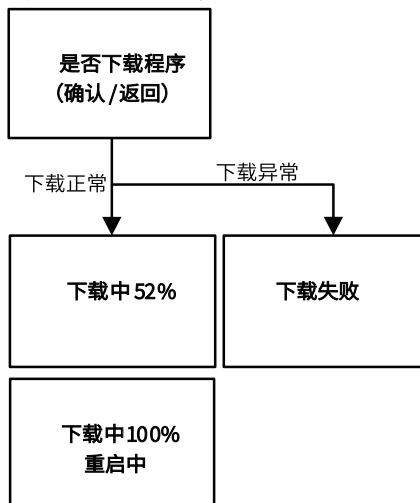 是否下载程序
（确认/返回）
下载正常
下载异常
下载中52%
下载失败
下载中100%
重启中